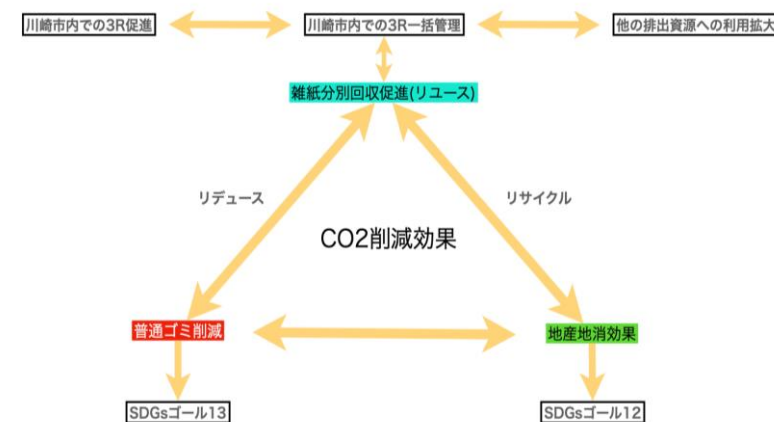 川崎市内での3R促進
川崎市内での3R一括管理
他の排出資源への利用拡大
雑紙分別回収促進(リユース)
リデュース
リサイクル
CO2削減効果
普通ゴミ削減
地産地消効果
SDGsゴール13
SDGsゴール12